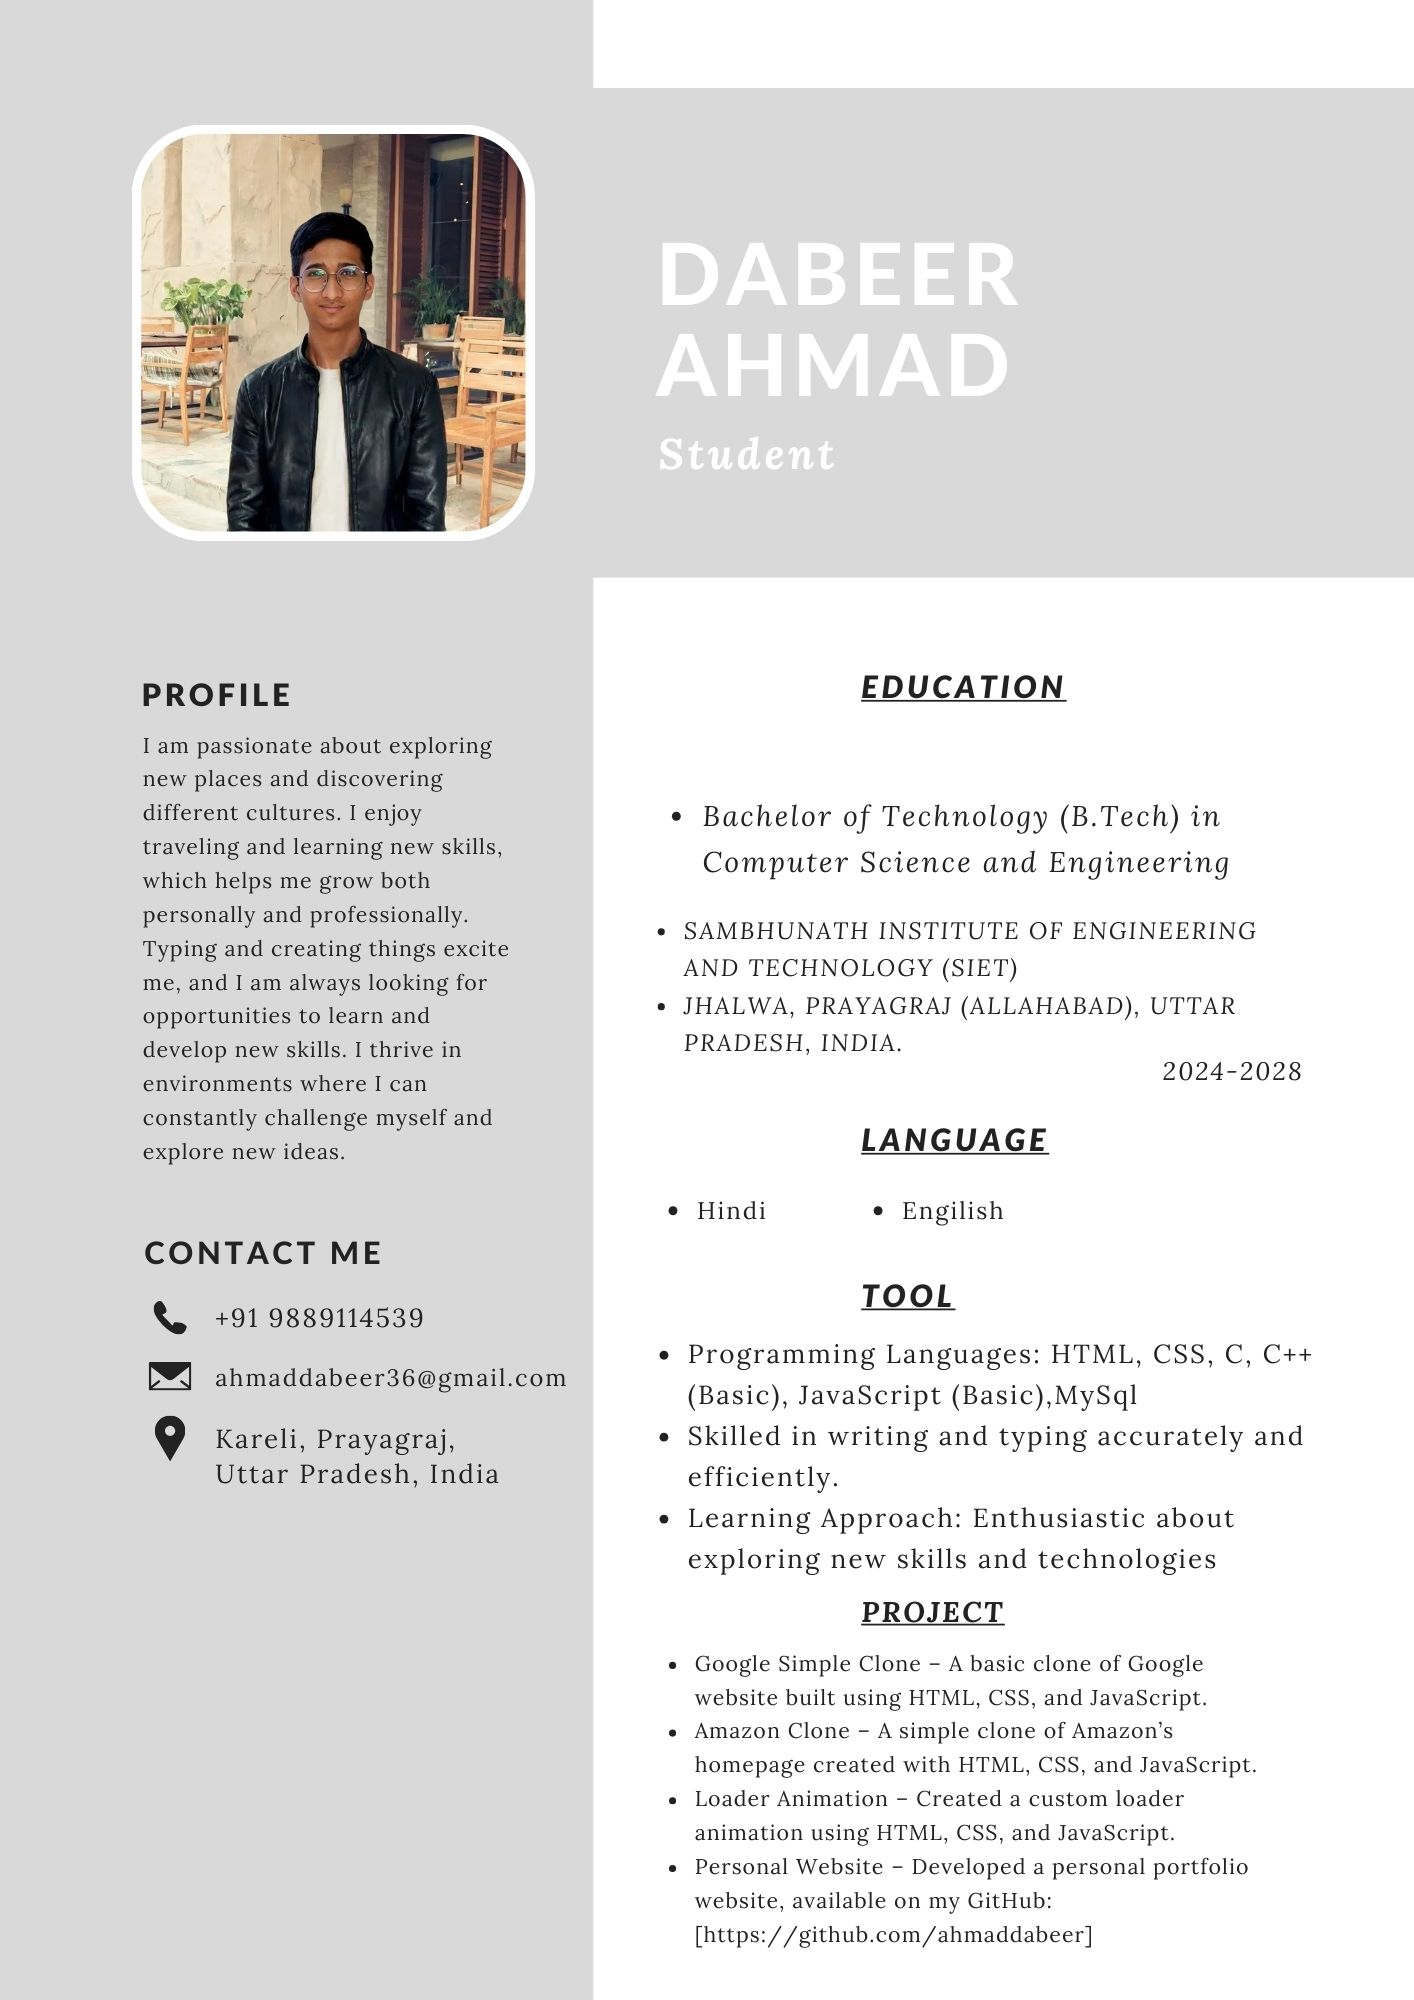 DABEER
AHMAD
Student
PROFILE
I am passionate about exploring
new places and discovering
different cultures. I enjoy
traveling and learning new skills,
which helps me grow both
personally and professionally.
Typing and creating things excite
me, and I am always looking for
opportunities to learn and
develop new skills. I thrive in
environments where I can
constantly challenge myself and
explore new ideas.
CONTACT ME
+91 9889114539
ahmaddabeer36@gmail.com
Kareli, Prayagraj,
Uttar Pradesh, India
EDUCATION
• Bachelor of Technology (B.Tech) in
Computer Science and Engineering
• SAMBHUNATH INSTITUTE OF ENGINEERING
AND TECHNOLOGY (SIET)
• JHALWA, PRAYAGRAJ (ALLAHABAD), UTTAR
PRADESH, INDIA.
2024-2028
LANGUAGE
• Hindi • Engilish
TOOL
• Programming Languages: HTML, CSS, C, C++
(Basic), JavaScript (Basic),MySql
• Skilled in writing and typing accurately and
efficiently.
• Learning Approach: Enthusiastic about
exploring new skills and technologies
PROJECT
• Google Simple Clone – A basic clone of Google
website built using HTML, CSS, and JavaScript.
• Amazon Clone – A simple clone of Amazon’s
homepage created with HTML, CSS, and JavaScript.
• Loader Animation – Created a custom loader
animation using HTML, CSS, and JavaScript.
• Personal Website – Developed a personal portfolio
website, available on my GitHub:
[https://github.com/ahmaddabeer]